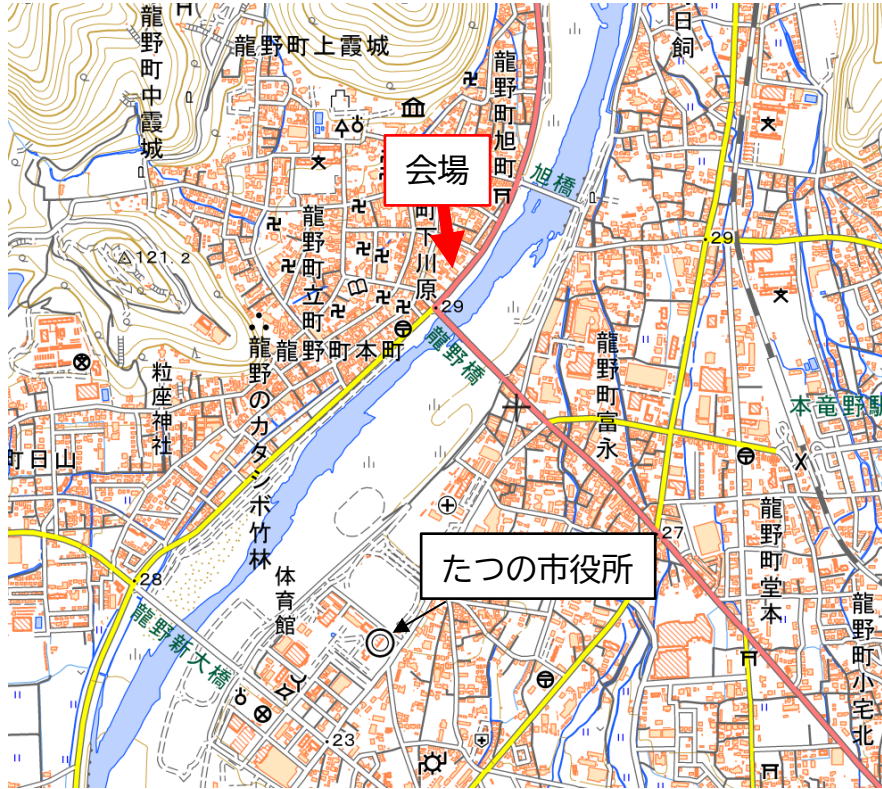 龍野町中霞城
龍野町上霞城
龍野町旭町
日飼
旭橋
会場
町下川原
龍野町立町
121.2
29
29
龍野町本町
龍野橋
龍野のカタシボ竹林
粒座神社
町日山
龍野町富永
本竜野駅
27
龍野町堂本
龍野町小宅北
たつの市役所
体育館
28
龍野新大橋
23